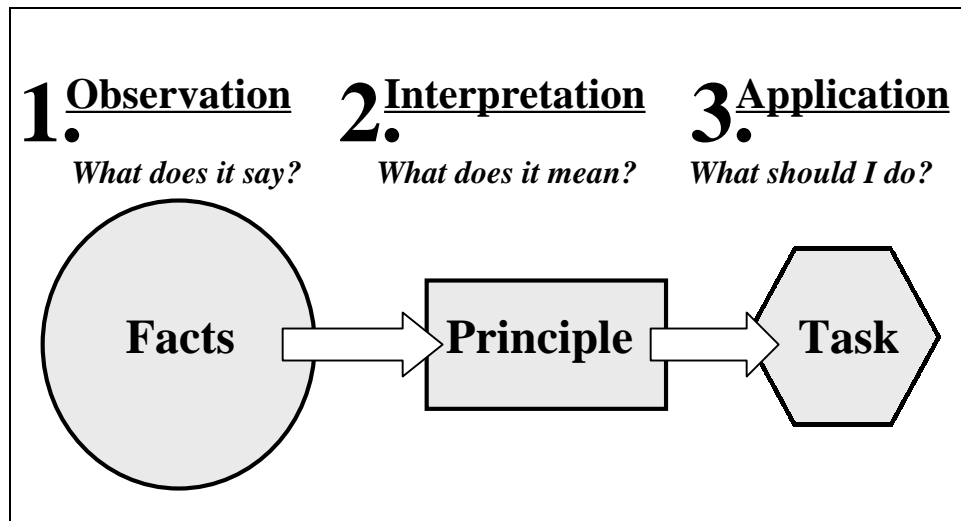 1. Observation
What does it say?
Facts
2. Interpretation
What does it mean?
Principle
3. Application
What should I do?
Task